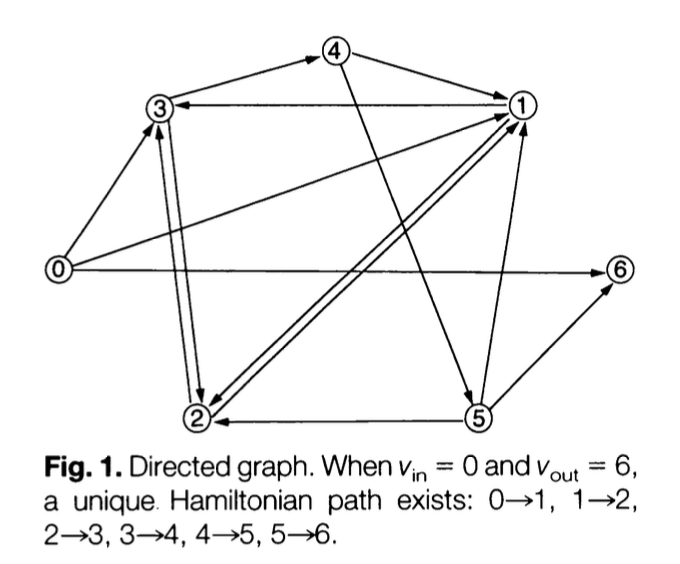 4
3
1
0
6
2
5
Fig. 1. Directed graph. When v_in = 0 and v_out = 6,
a unique Hamiltonian path exists: 0→1, 1→2,
2→3, 3→4, 4→5, 5→6.